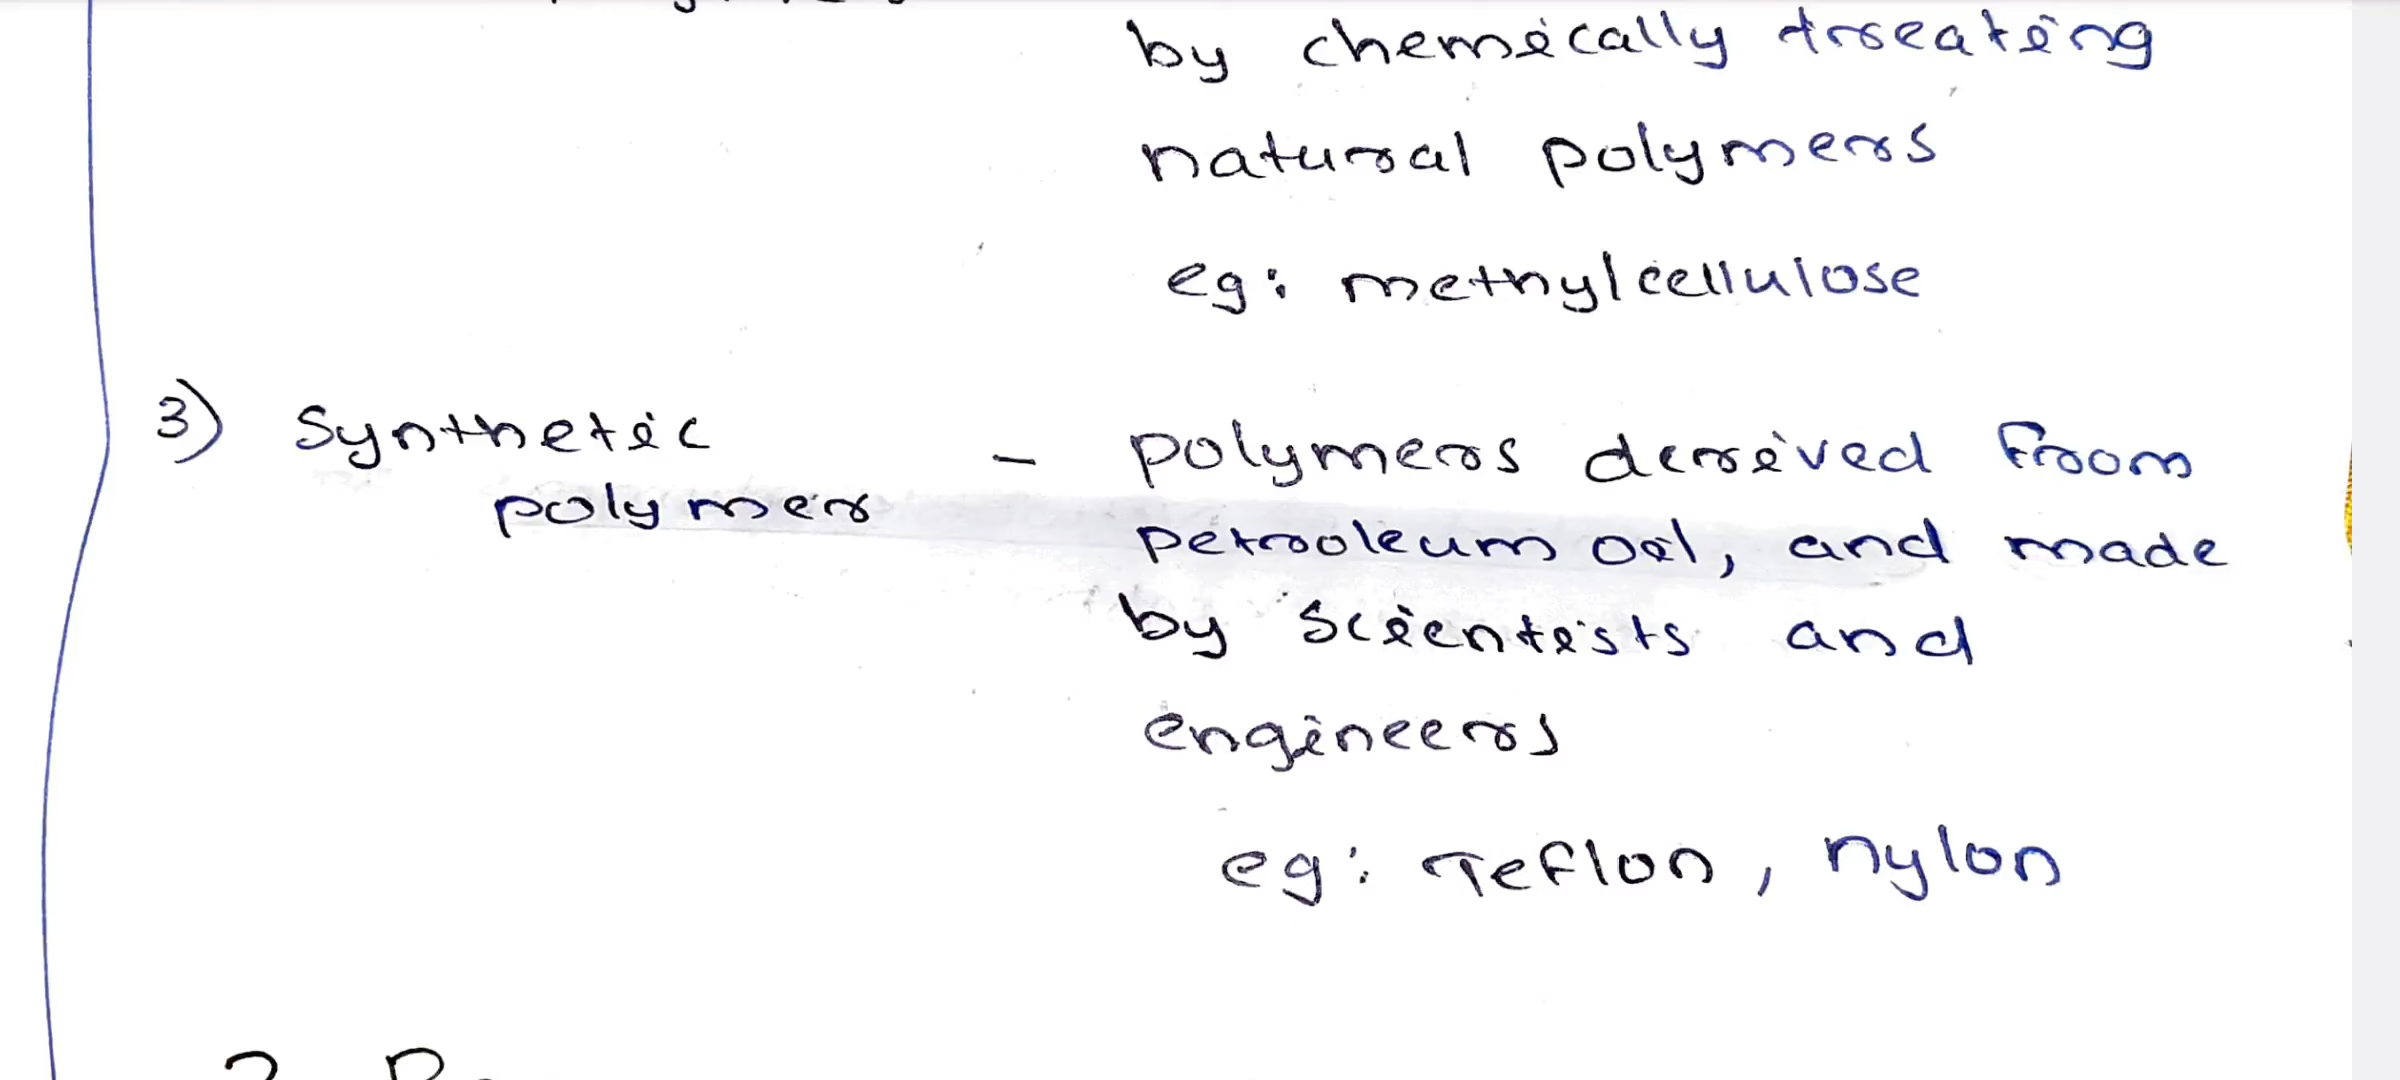 by chemically treating
natural polymers
eg: methylcellulose
3) Synthetic - polymers derived from
polymer petroleum oil, and made
by scientists and
engineers
eg: Teflon, nylon